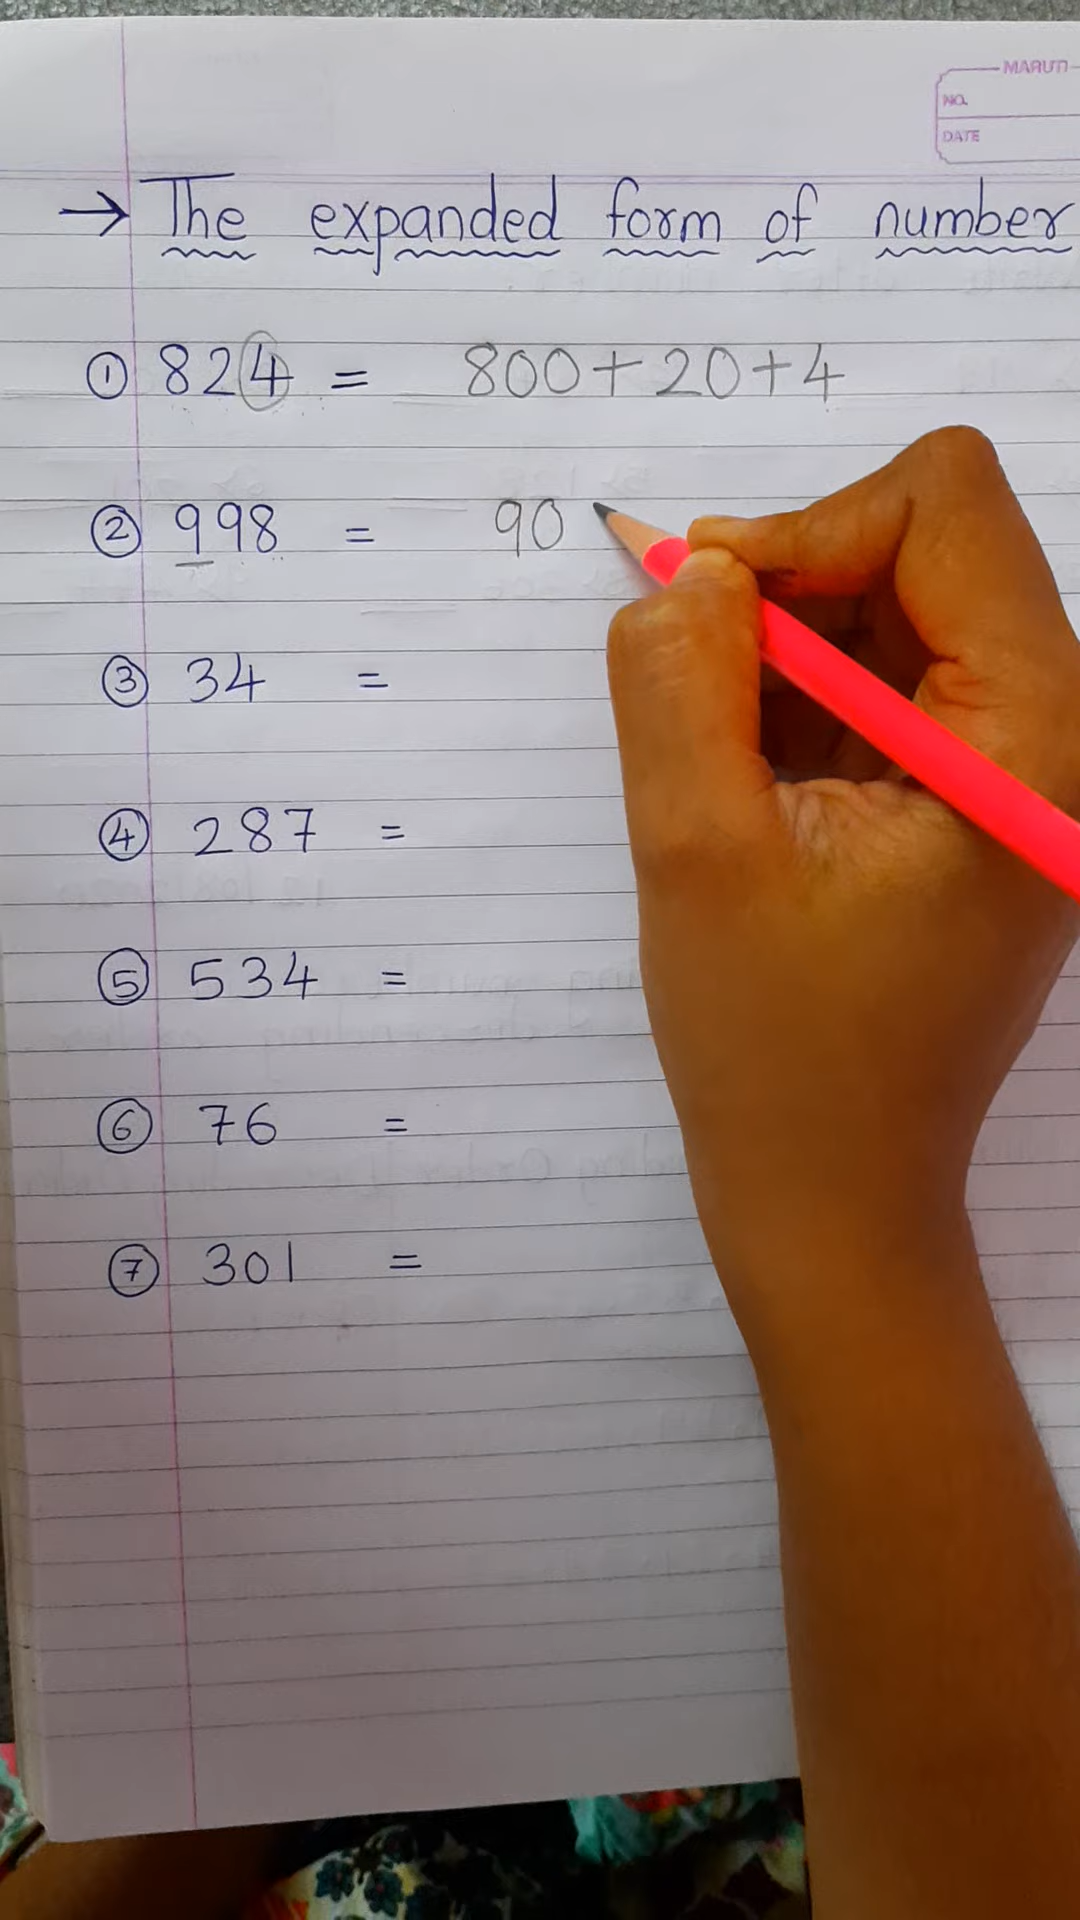 MARUTI
NO.
DATE
→ The expanded form of number
① 824 = 800+20+4
② 998 = 90
③ 34 =
④ 287 =
⑤ 534 =
⑥ 76 =
⑦ 301 =